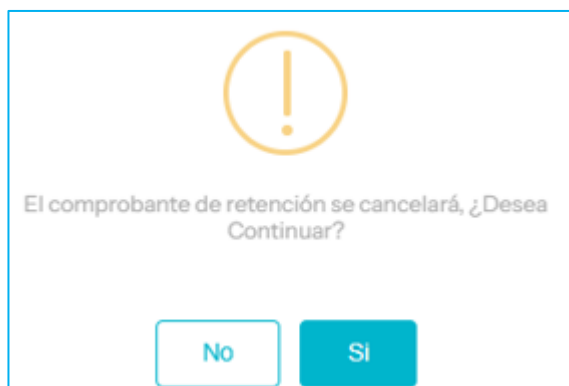 El comprobante de retención se cancelará, ¿Desea
Continuar?
No
Si